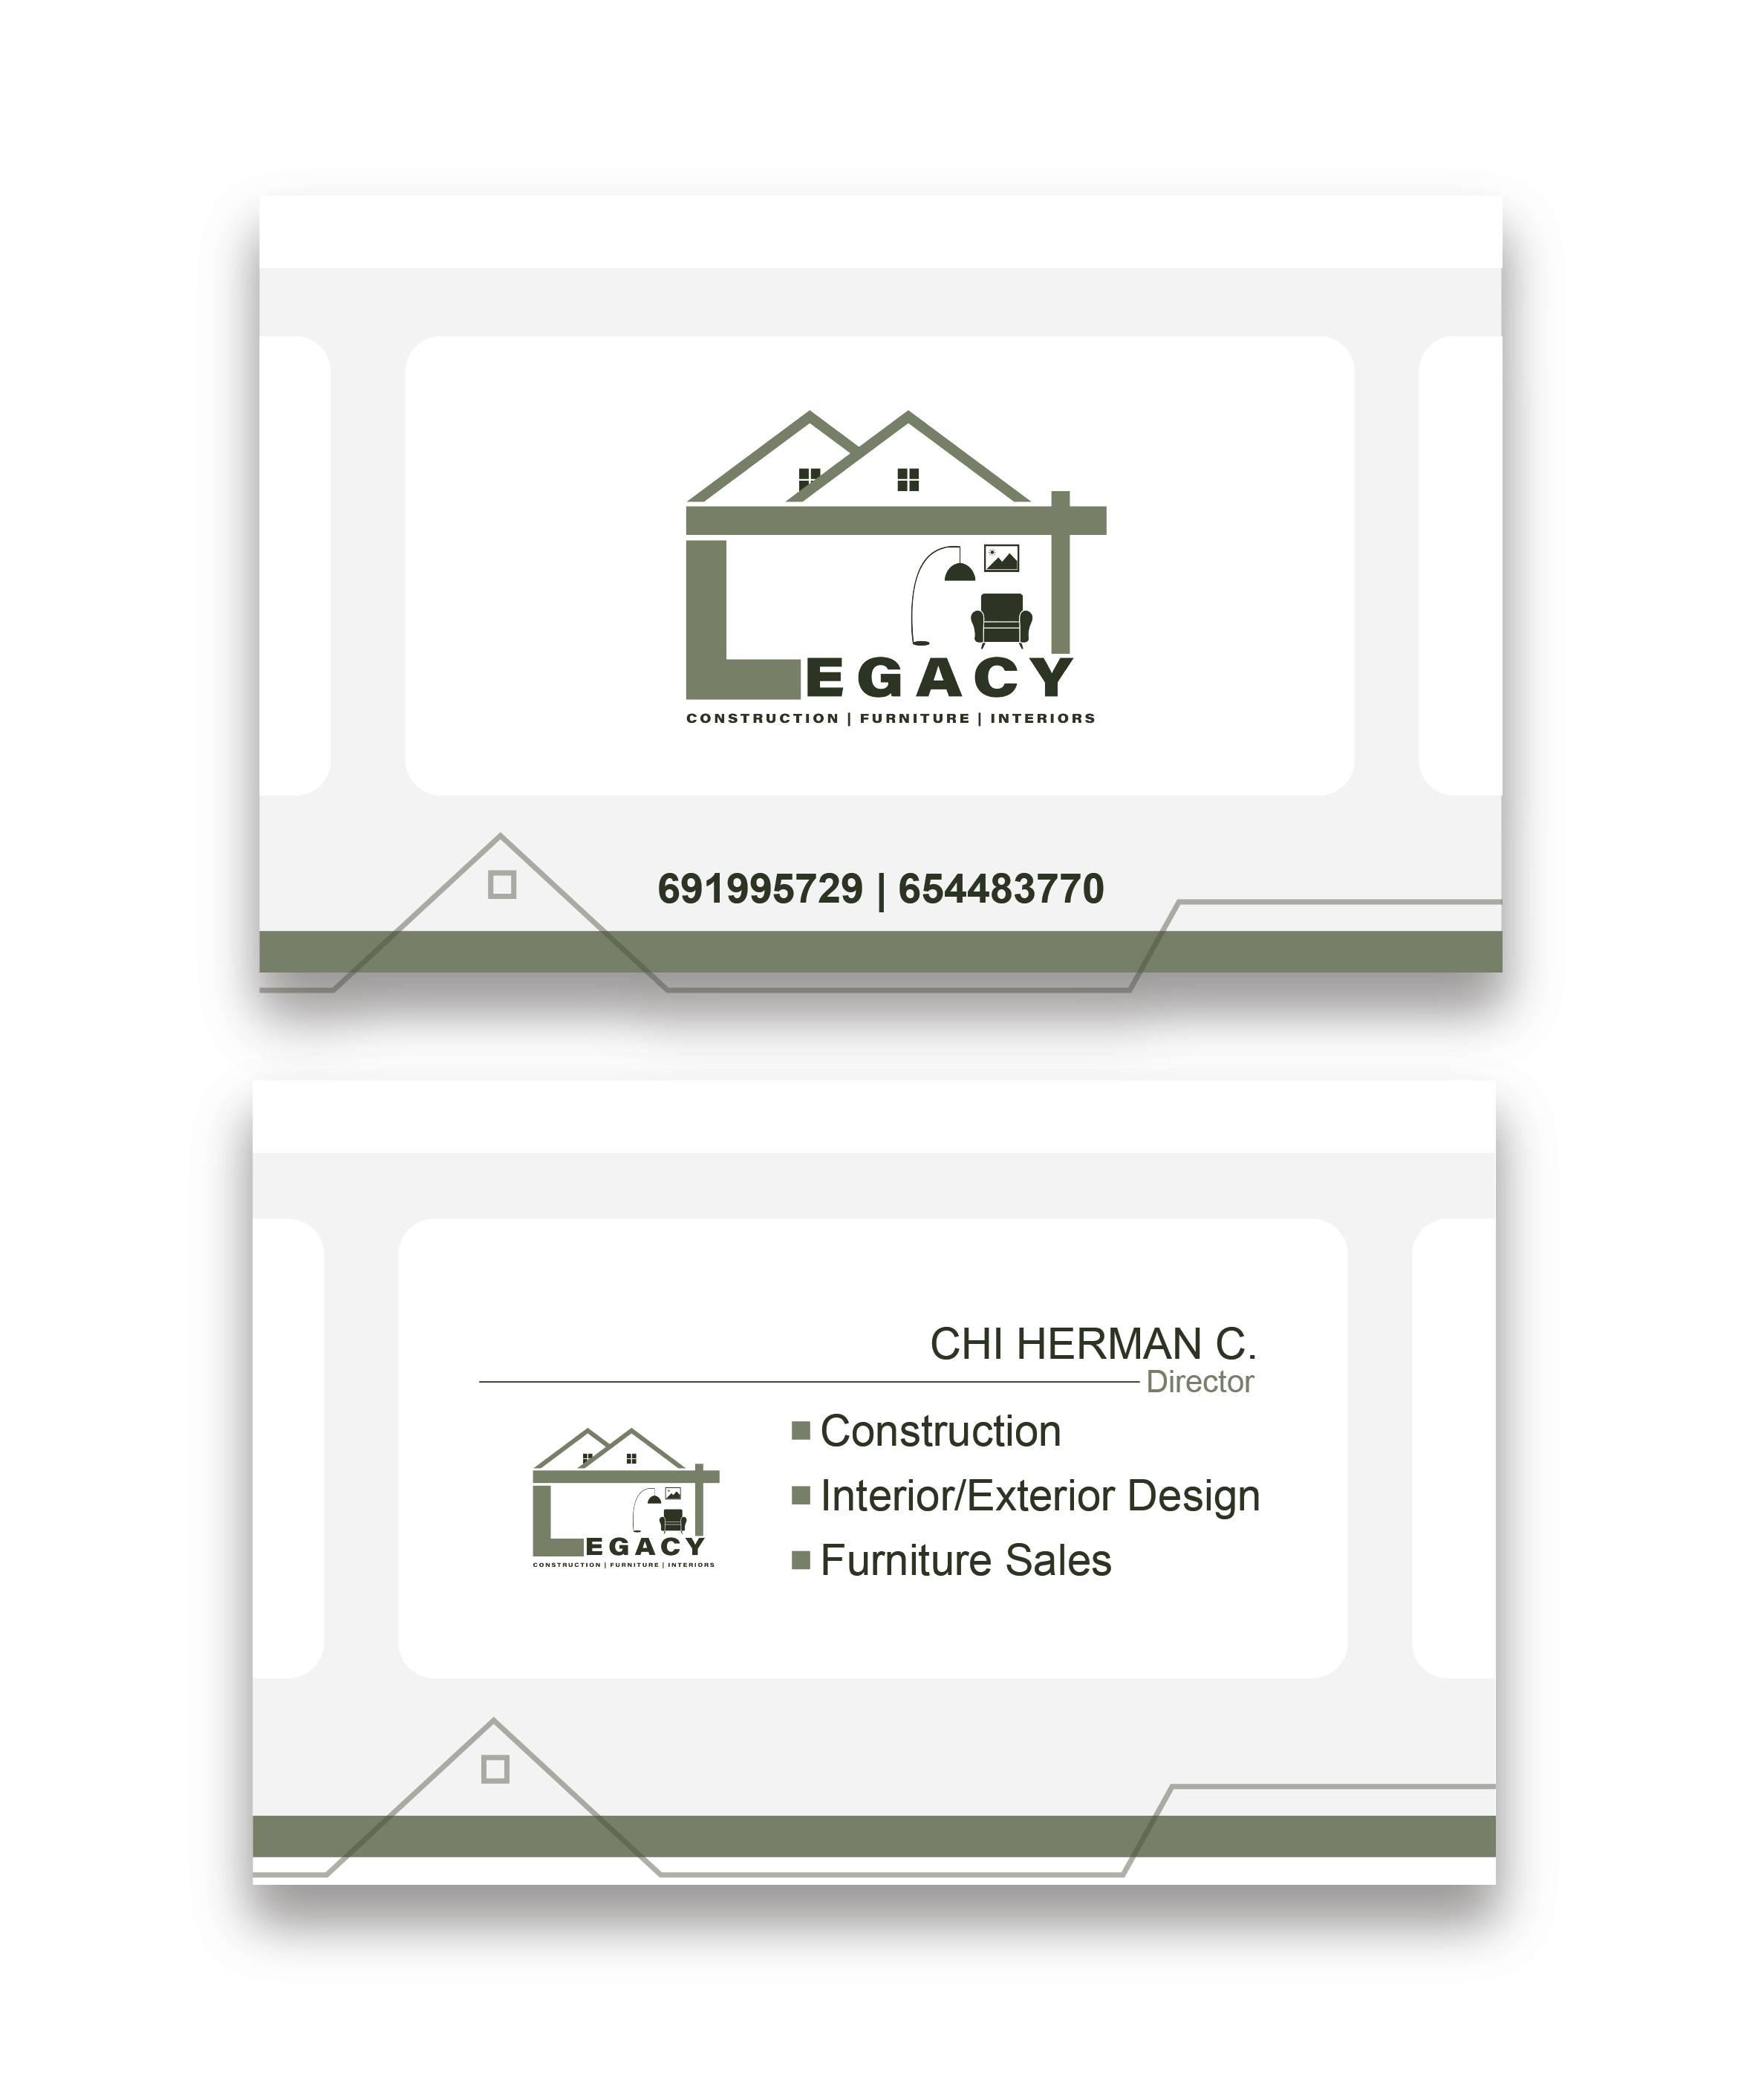 LEGACY
CONSTRUCTION | FURNITURE | INTERIORS
691995729 | 654483770
CHI HERMAN C.
Director
Construction
Interior/Exterior Design
Furniture Sales
LEGACY
CONSTRUCTION | FURNITURE | INTERIORS